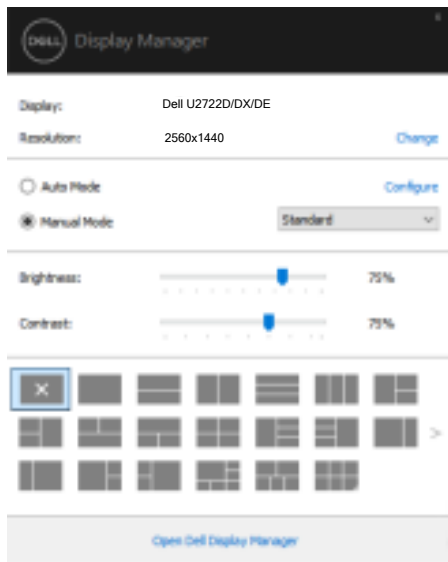 DELL Display Manager
Display: Dell U2722D/DX/DE
Resolution: 2560x1440 Change
Auto Mode Configure
Manual Mode Standard
Brightness: 75%
Contrast: 75%
Open Dell Display Manager